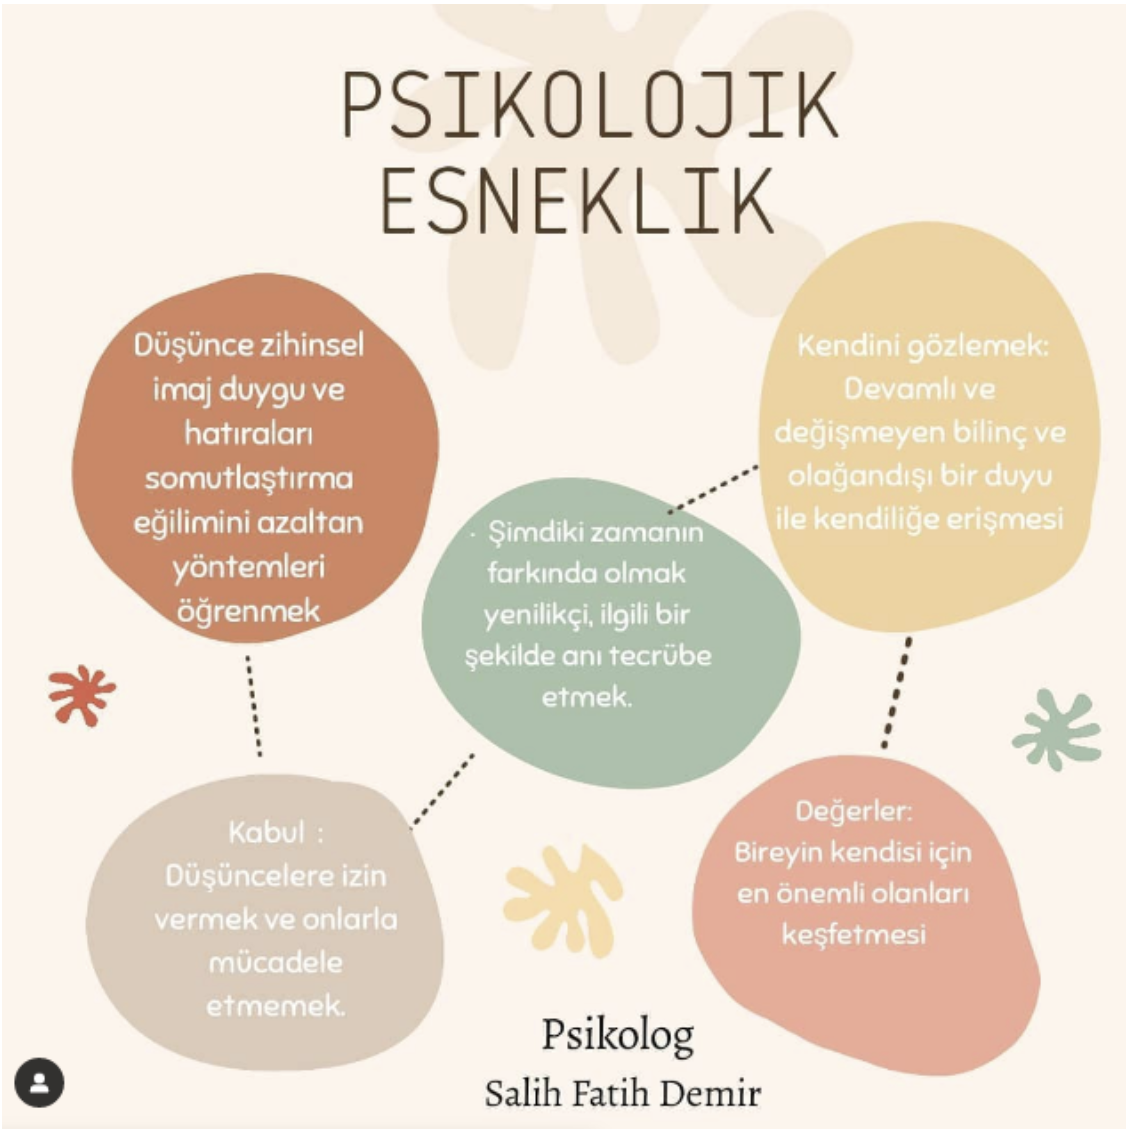 PSIKOLOJIK
ESNEKLIK
Düşünce zihinsel
imaj duygu ve
hatıraları
somutlaştırma
eğilimini azaltan
yöntemleri
öğrenmek
Kendini gözlemek:
Devamlı ve
değişmeyen bilinç ve
olağandışı bir duyu
ile kendiliğe erişmesi
· Şimdiki zamanın
farkında olmak
yenilikçi, ilgili bir
şekilde anı tecrübe
etmek.
Kabul :
Düşüncelere izin
vermek ve onlarla
mücadele
etmemek.
Değerler:
Bireyin kendisi için
en önemli olanları
keşfetmesi
Psikolog
Salih Fatih Demir